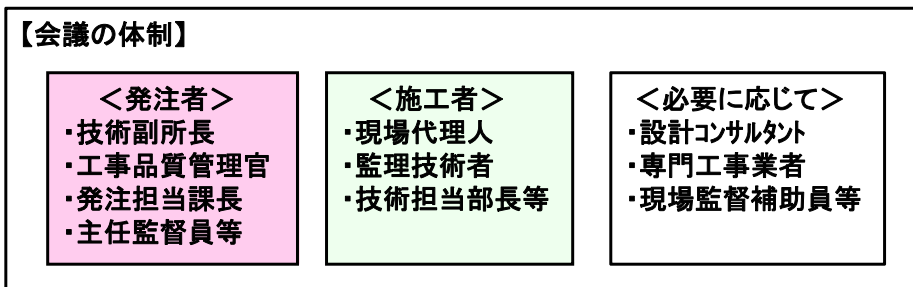 【会議の体制】
＜発注者＞
・技術副所長
・工事品質管理官
・発注担当課長
・主任監督員等
＜施工者＞
・現場代理人
・監理技術者
・技術担当部長等
＜必要に応じて＞
・設計ｺﾝｻﾙﾀﾝﾄ
・専門工事業者
・現場監督補助員等